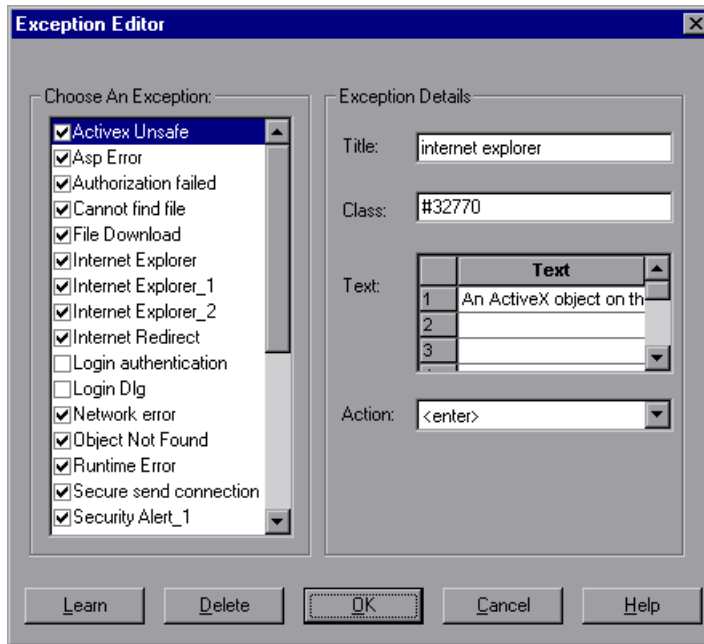 Exception Editor
Choose An Exception:
Activex Unsafe
Asp Error
Authorization failed
Cannot find file
File Download
Internet Explorer
Internet Explorer_1
Internet Explorer_2
Internet Redirect
Login authentication
Login Dlg
Network error
Object Not Found
Runtime Error
Secure send connection
Security Alert_1
Exception Details
Title: internet explorer
Class: #32770
Text:
Text
1 An ActiveX object on th
2
3
Action: <enter>
Learn Delete OK Cancel Help